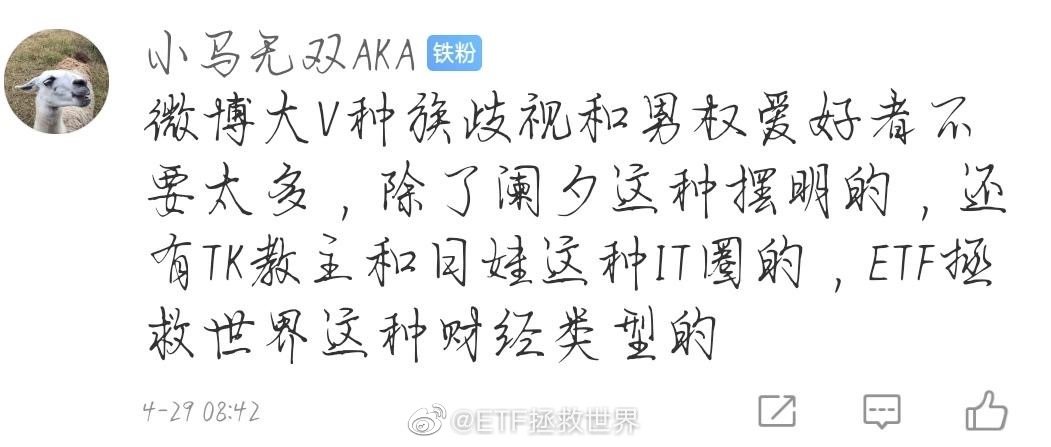 小马无双AKA 铁粉
微博大V种族歧视和男权爱好者不
要太多，除了阑夕这种摆明的，还
有TK教主和月娃这种IT圈的，ETF拯
救世界这种财经类型的
4-29 08:42
@ETF拯救世界